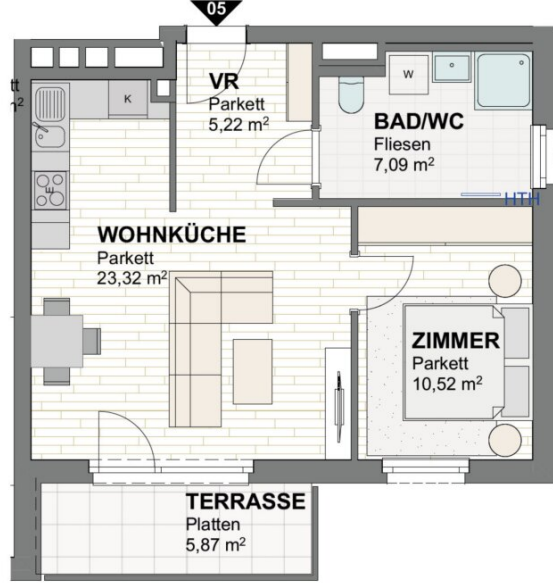 05
VR
Parkett
5,22 m²
W
BAD/WC
Fliesen
7,09 m²
HTH
K
E
WOHNKÜCHE
Parkett
23,32 m²
ZIMMER
Parkett
10,52 m²
TERRASSE
Platten
5,87 m²